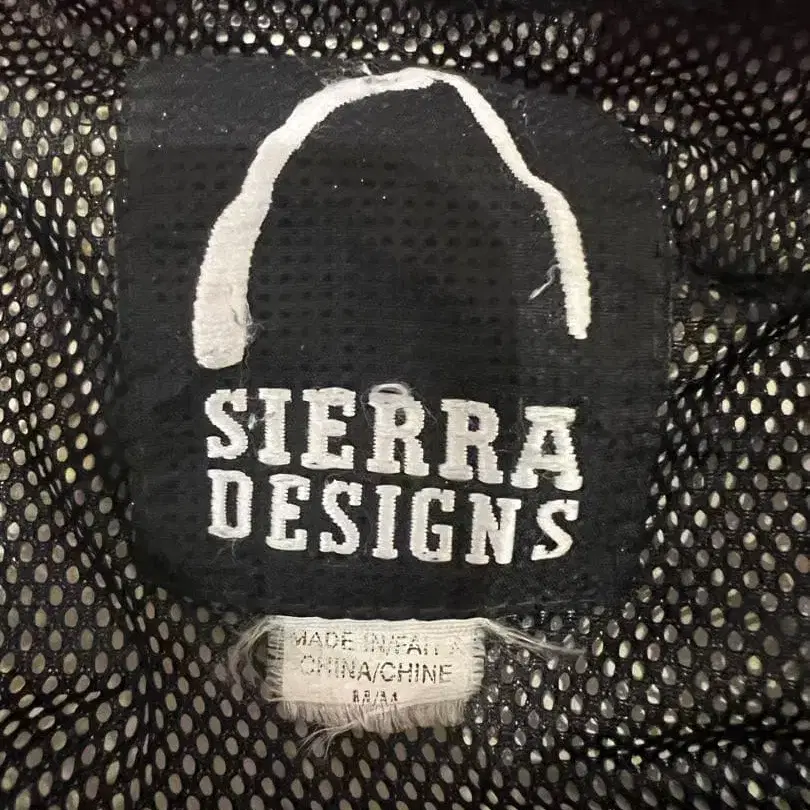 SIERRA
DESIGNS
MADE IN/FAIT À
CHINA/CHINE
M/M